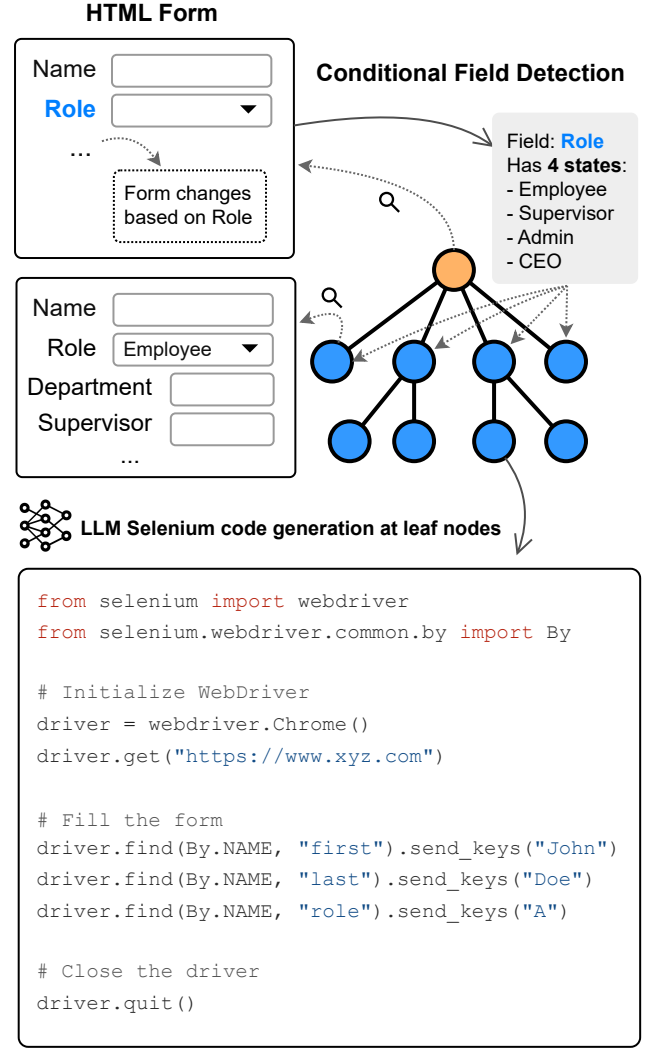 HTML Form
Name
Role
...
Form changes
based on Role
Conditional Field Detection
Field: Role
Has 4 states:
- Employee
- Supervisor
- Admin
- CEO
Name
Role Employee
Department
Supervisor
...
LLM Selenium code generation at leaf nodes
from selenium import webdriver
from selenium.webdriver.common.by import By
# Initialize WebDriver
driver = webdriver.Chrome()
driver.get("https://www.xyz.com")
# Fill the form
driver.find(By.NAME, "first").send_keys("John")
driver.find(By.NAME, "last").send_keys("Doe")
driver.find(By.NAME, "role").send_keys("A")
# Close the driver
driver.quit()